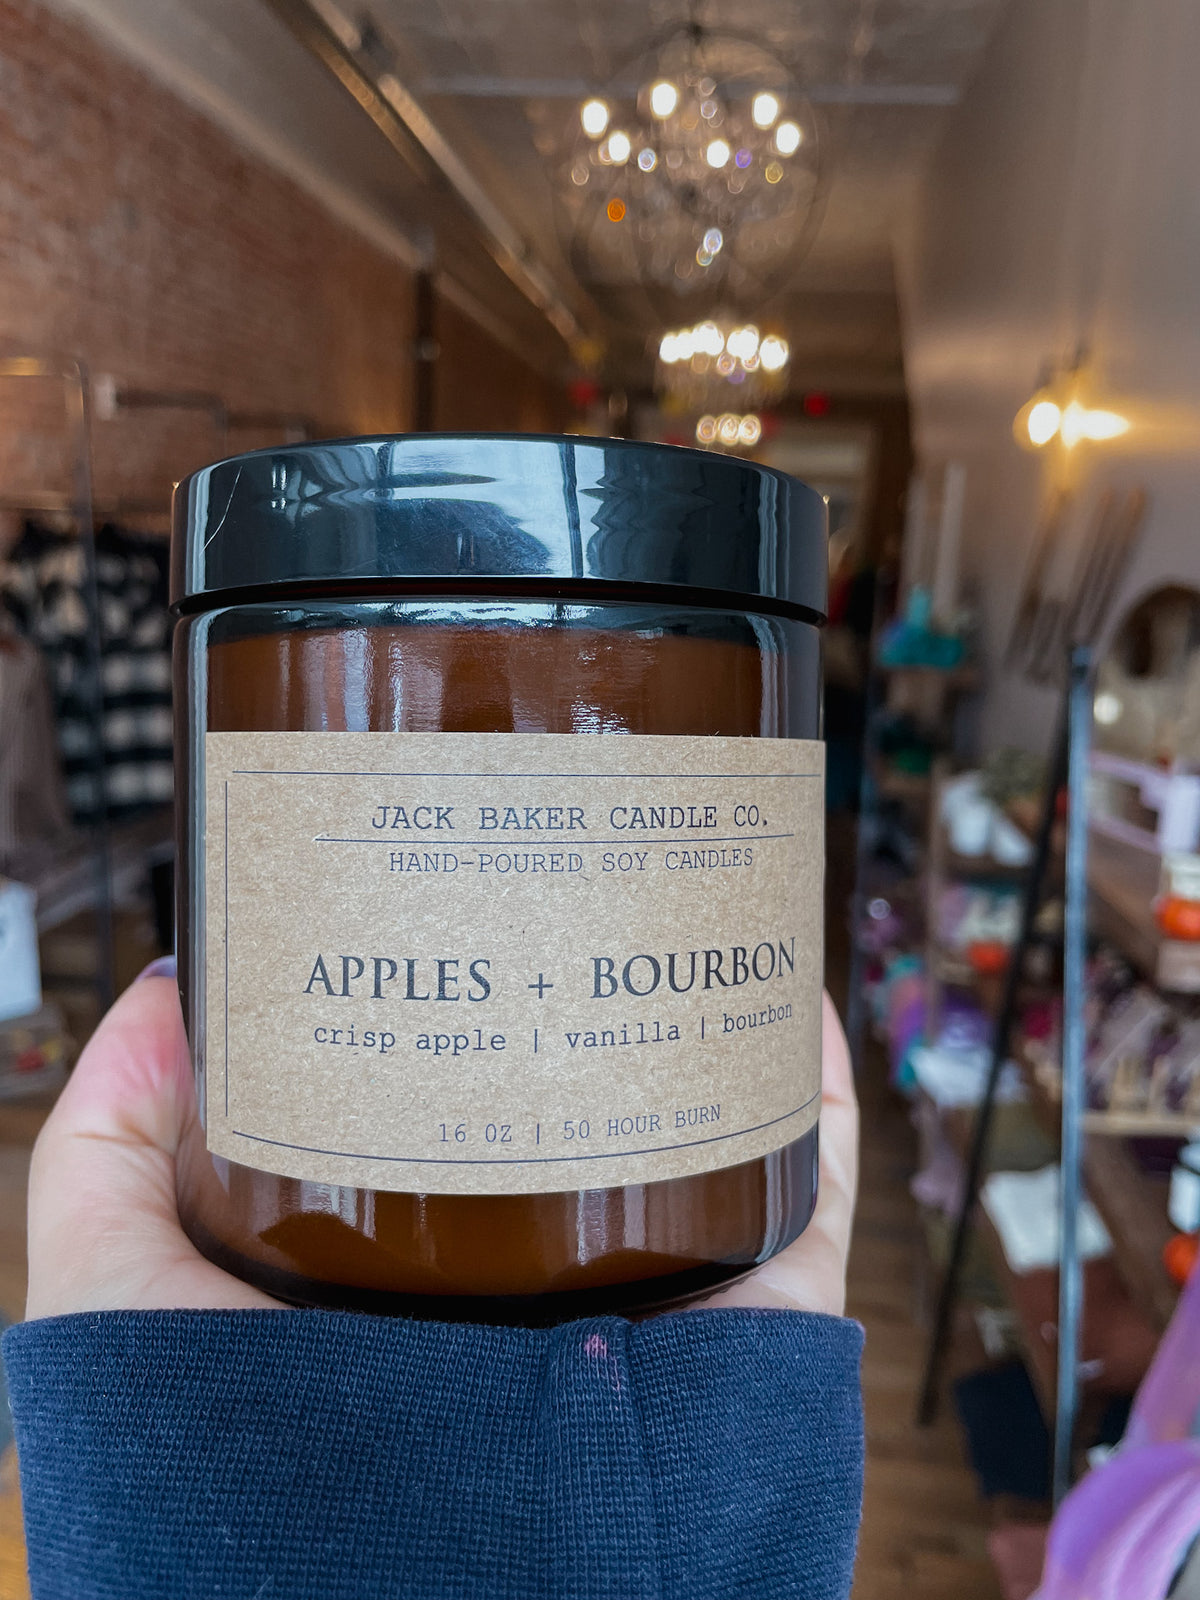 JACK BAKER CANDLE CO.
HAND-POURED SOY CANDLES
APPLES + BOURBON
crisp apple | vanilla | bourbon
16 OZ | 50 HOUR BURN